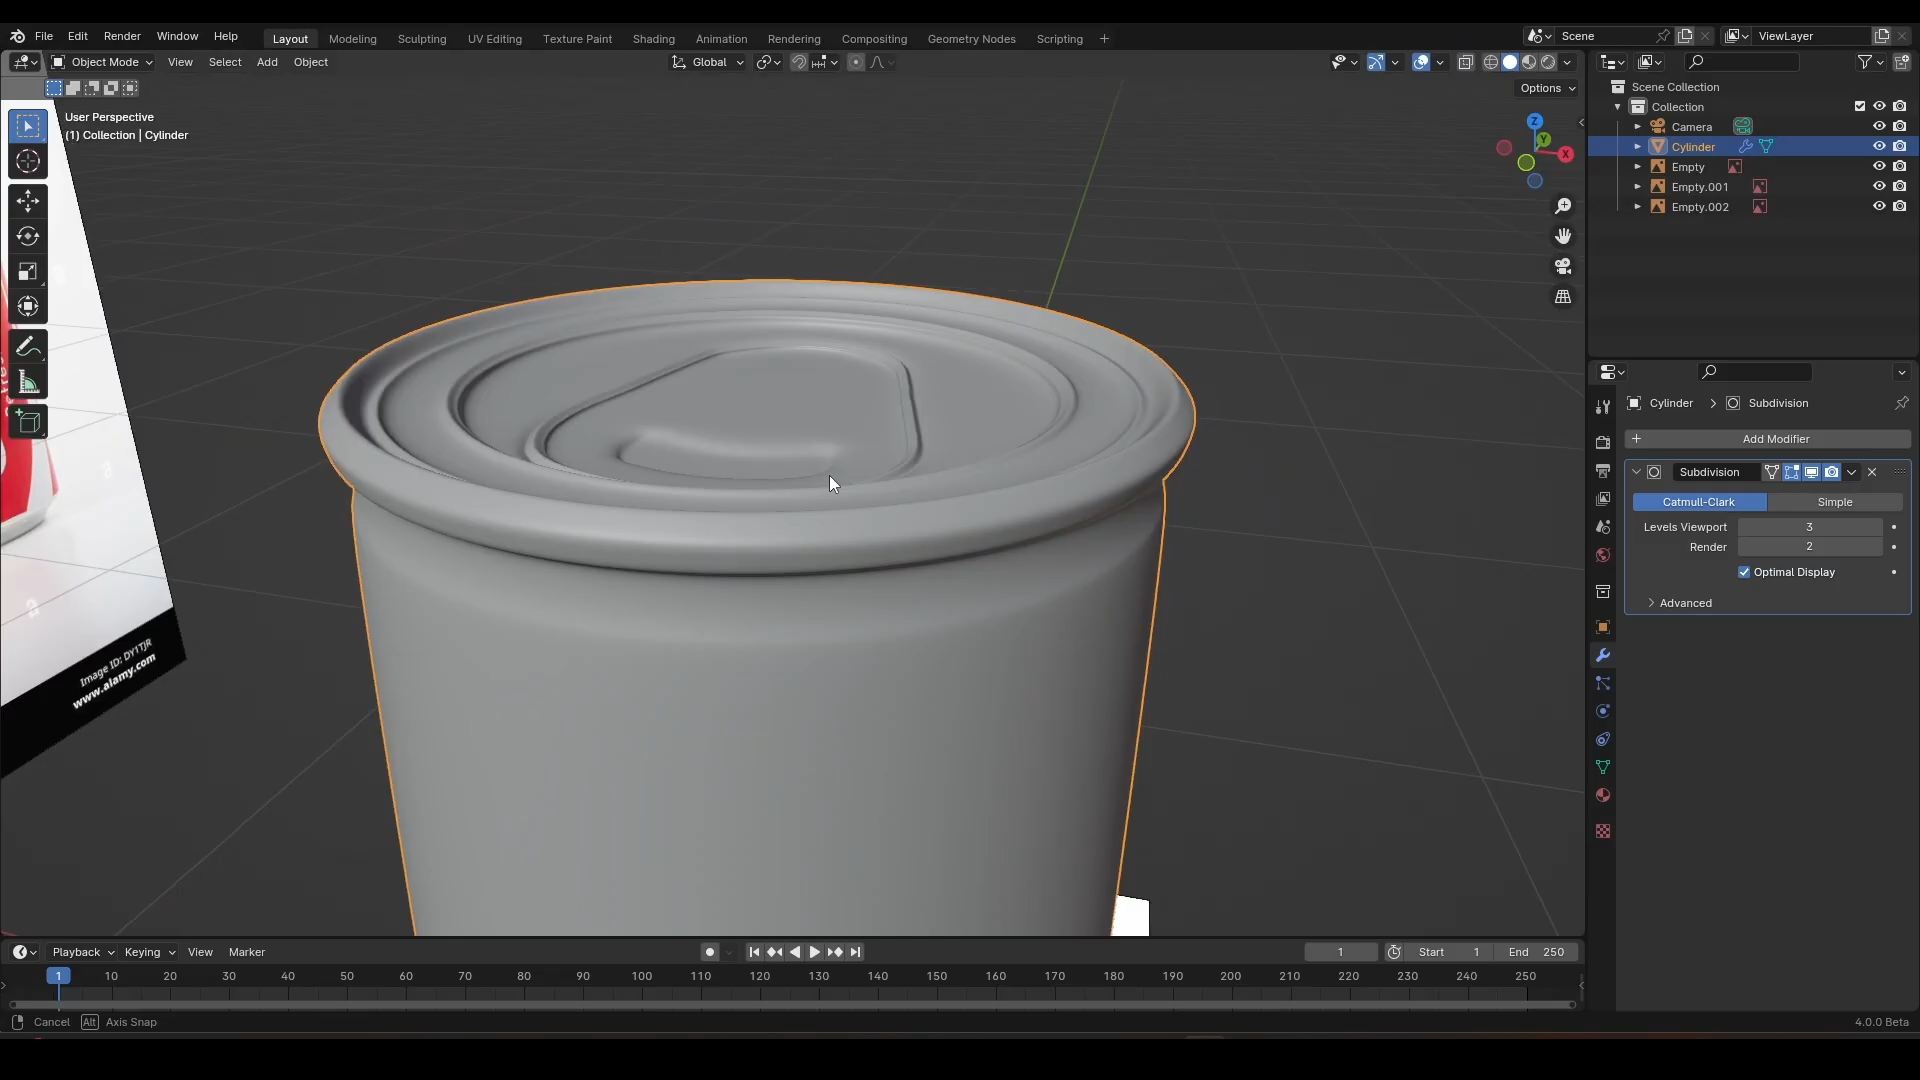 File Edit Render Window Help
Layout Modeling Sculpting UV Editing Texture Paint Shading Animation Rendering Compositing Geometry Nodes Scripting +
Scene ViewLayer
Object Mode View Select Add Object
Global
Options
User Perspective
(1) Collection | Cylinder
Z
Y
X
Scene Collection
Collection
Camera
Cylinder
Empty
Empty.001
Empty.002
Cylinder Subdivision
Add Modifier
Subdivision
Catmull-Clark Simple
Levels Viewport 3
Render 2
Optimal Display
Advanced
a
a
Image ID: DY1TJR
www.alamy.com
Playback Keying View Marker
1 Start 1 End 250
1 10 20 30 40 50 60 70 80 90 100 110 120 130 140 150 160 170 180 190 200 210 220 230 240 250
Cancel Alt Axis Snap
4.0.0 Beta